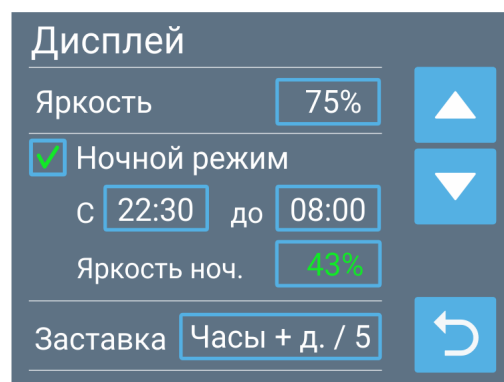 Дисплей
Яркость 75%
Ночной режим
С 22:30 до 08:00
Яркость ноч. 43%
Заставка Часы + д. / 5